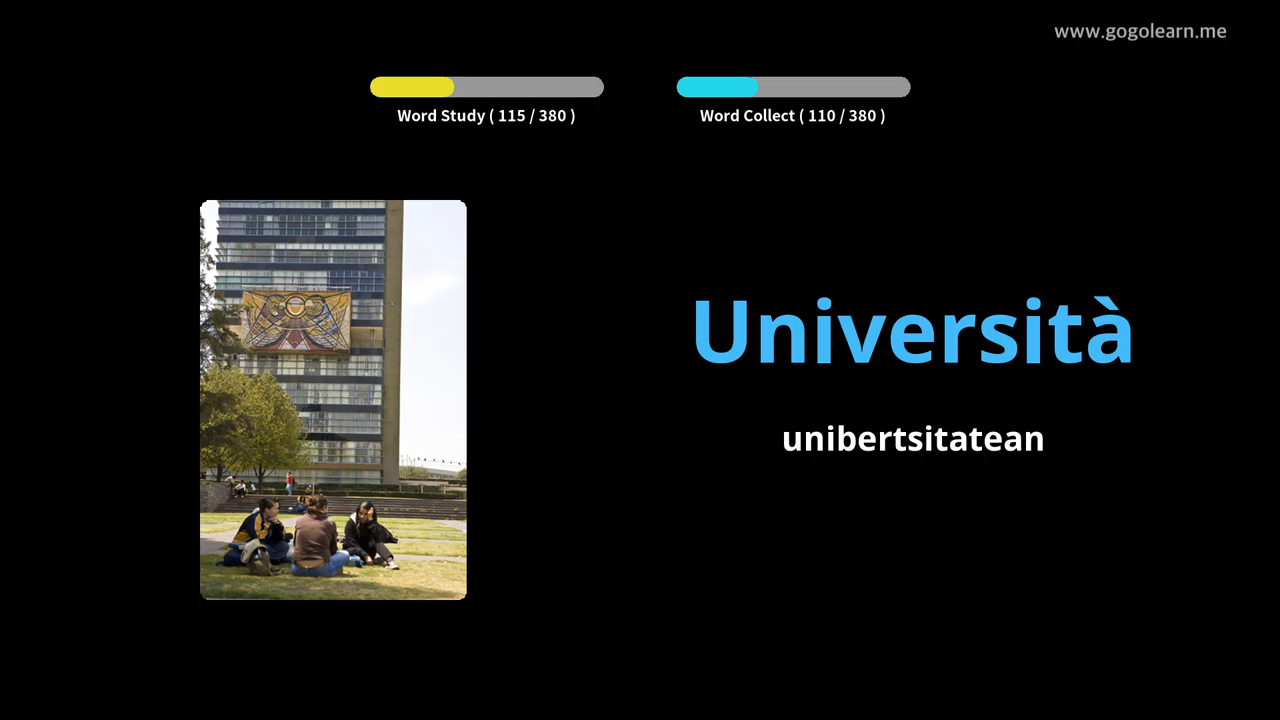 www.gogolearn.me
Word Study ( 115 / 380 )
Word Collect ( 110 / 380 )
Università
unibertsitatean